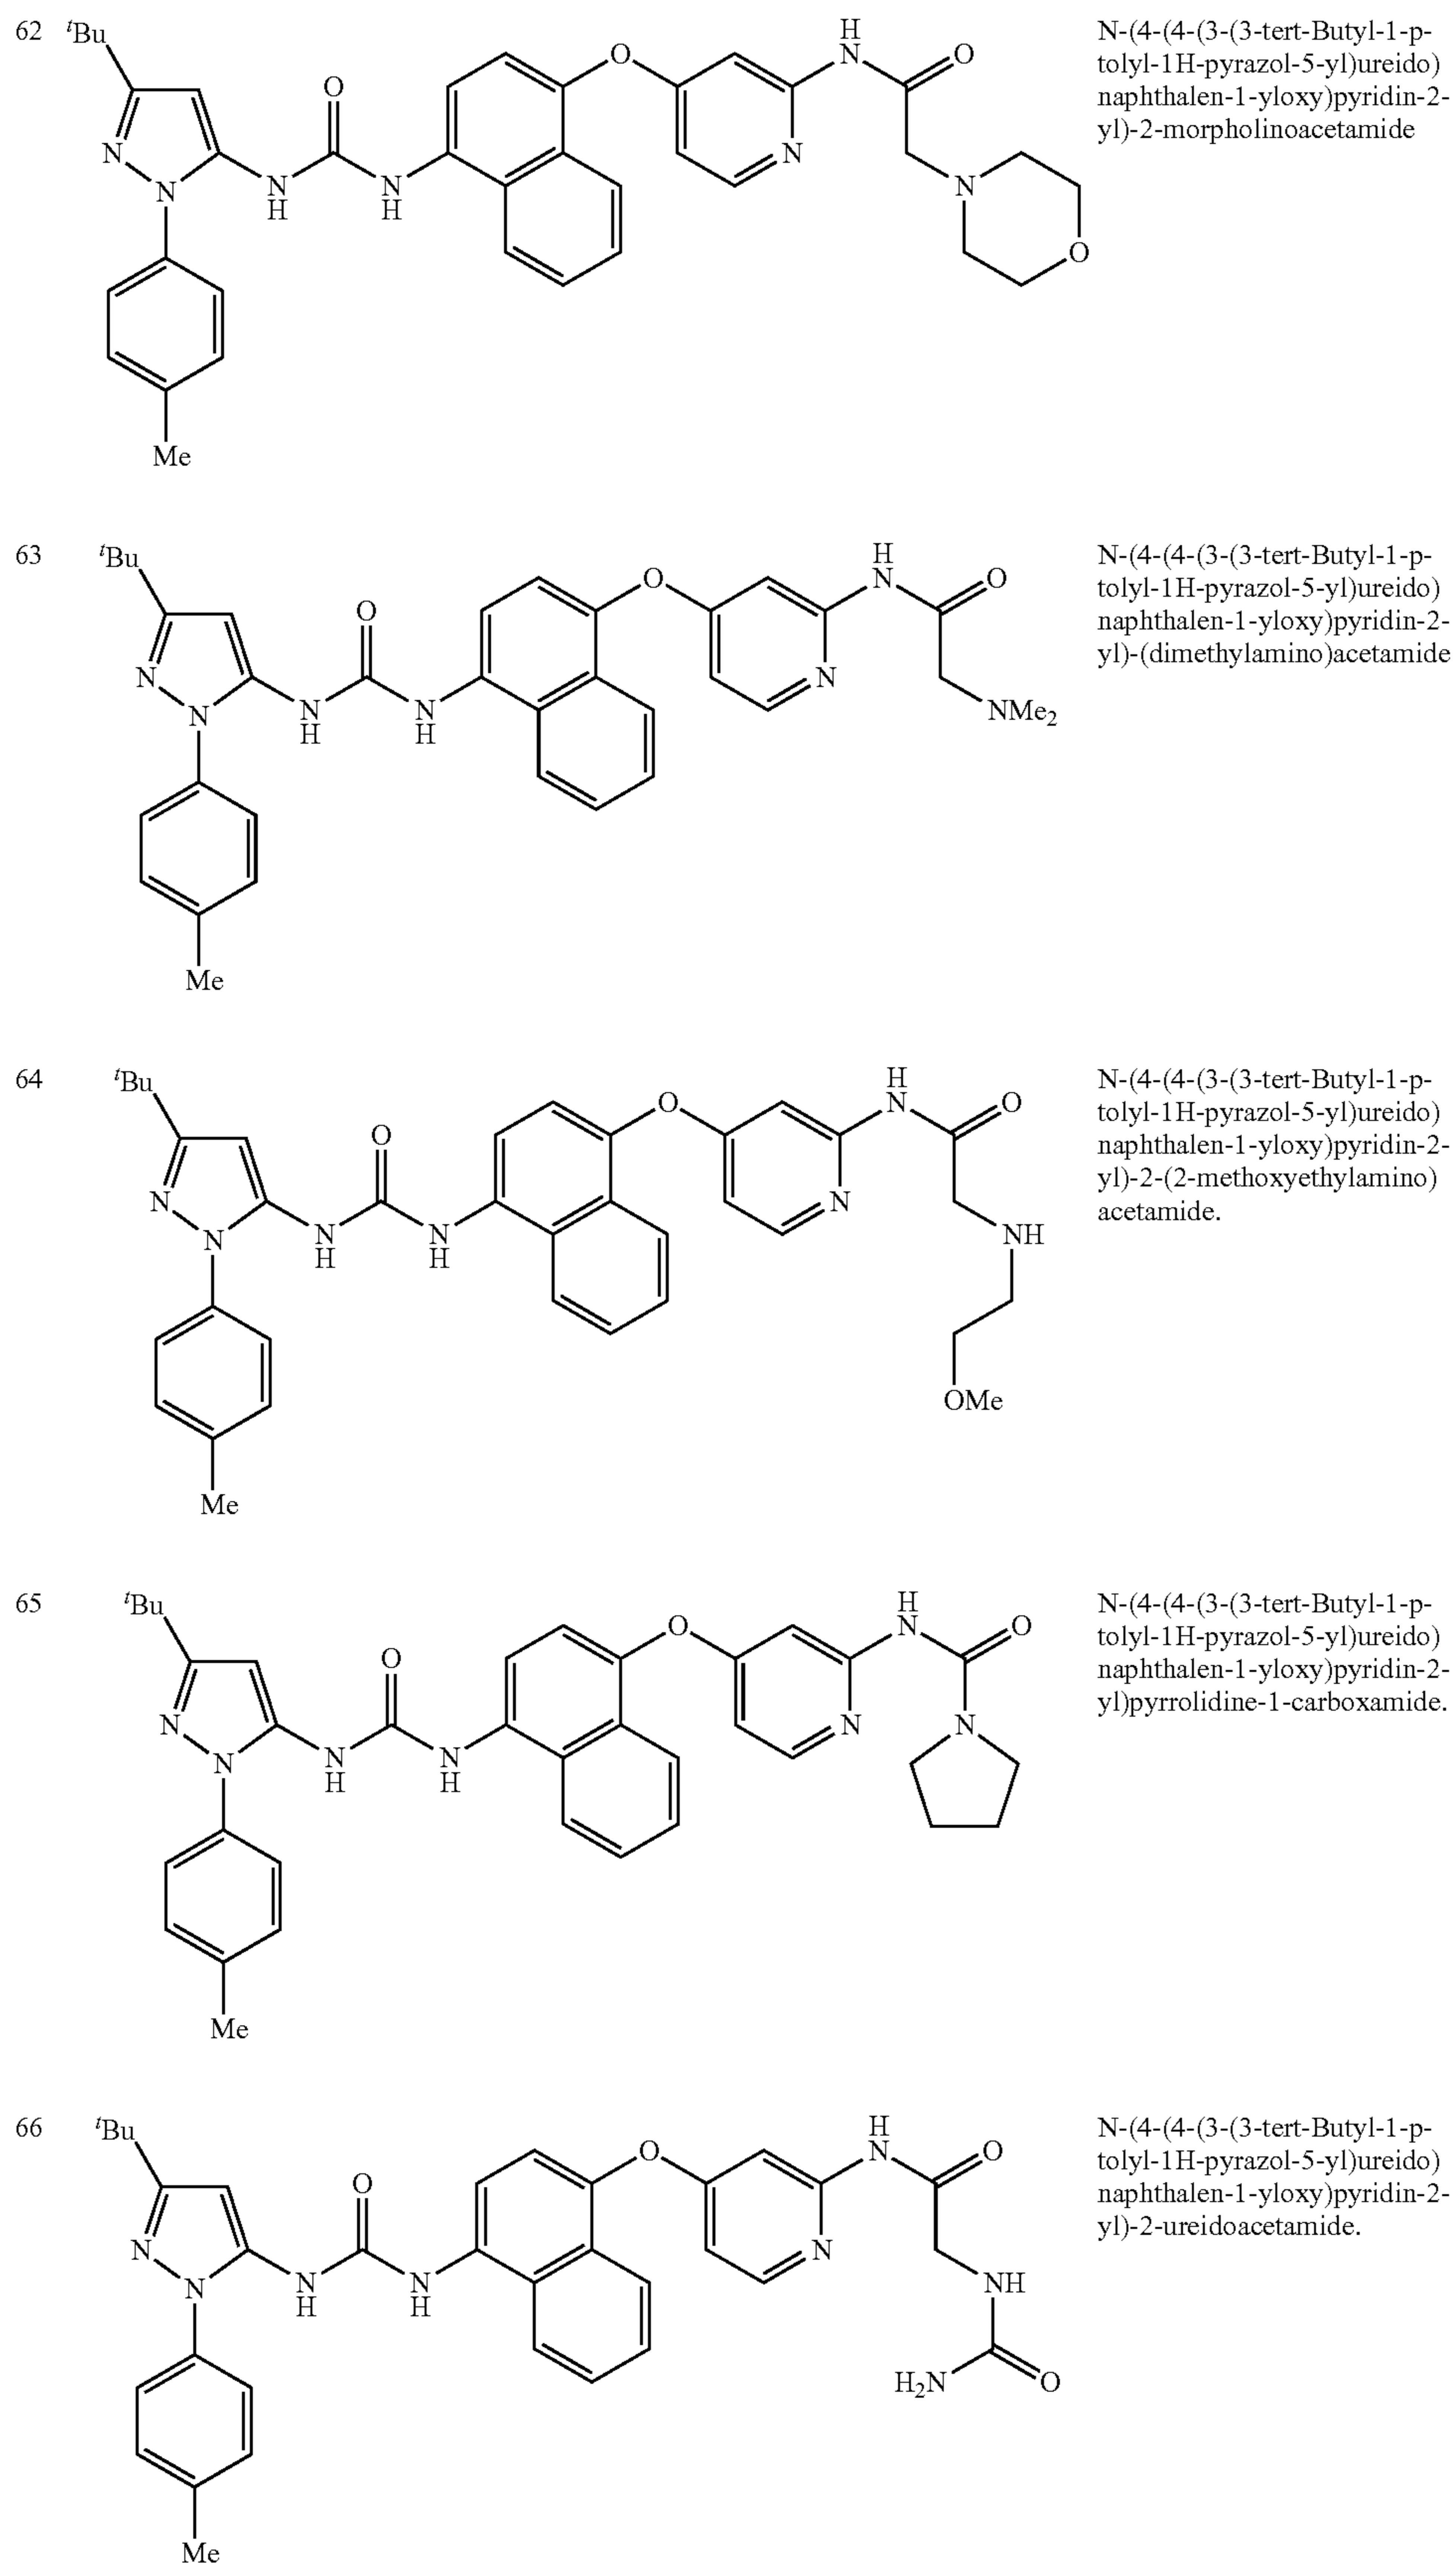 62
ᵗBu
O
H
N
O
O
N
N
N
H
N
H
N
N
O
Me
N-(4-(4-(3-(3-tert-Butyl-1-p-
tolyl-1H-pyrazol-5-yl)ureido)
naphthalen-1-yloxy)pyridin-2-
yl)-2-morpholinoacetamide
63
ᵗBu
O
H
N
O
O
N
N
N
H
N
H
N
NMe₂
Me
N-(4-(4-(3-(3-tert-Butyl-1-p-
tolyl-1H-pyrazol-5-yl)ureido)
naphthalen-1-yloxy)pyridin-2-
yl)-(dimethylamino)acetamide
64
ᵗBu
O
H
N
O
O
N
N
N
H
N
H
N
NH
OMe
Me
N-(4-(4-(3-(3-tert-Butyl-1-p-
tolyl-1H-pyrazol-5-yl)ureido)
naphthalen-1-yloxy)pyridin-2-
yl)-2-(2-methoxyethylamino)
acetamide.
65
ᵗBu
O
H
N
O
O
N
N
N
H
N
H
N
N
Me
N-(4-(4-(3-(3-tert-Butyl-1-p-
tolyl-1H-pyrazol-5-yl)ureido)
naphthalen-1-yloxy)pyridin-2-
yl)pyrrolidine-1-carboxamide.
66
ᵗBu
O
H
N
O
O
N
N
N
H
N
H
N
NH
H₂N
O
Me
N-(4-(4-(3-(3-tert-Butyl-1-p-
tolyl-1H-pyrazol-5-yl)ureido)
naphthalen-1-yloxy)pyridin-2-
yl)-2-ureidoacetamide.